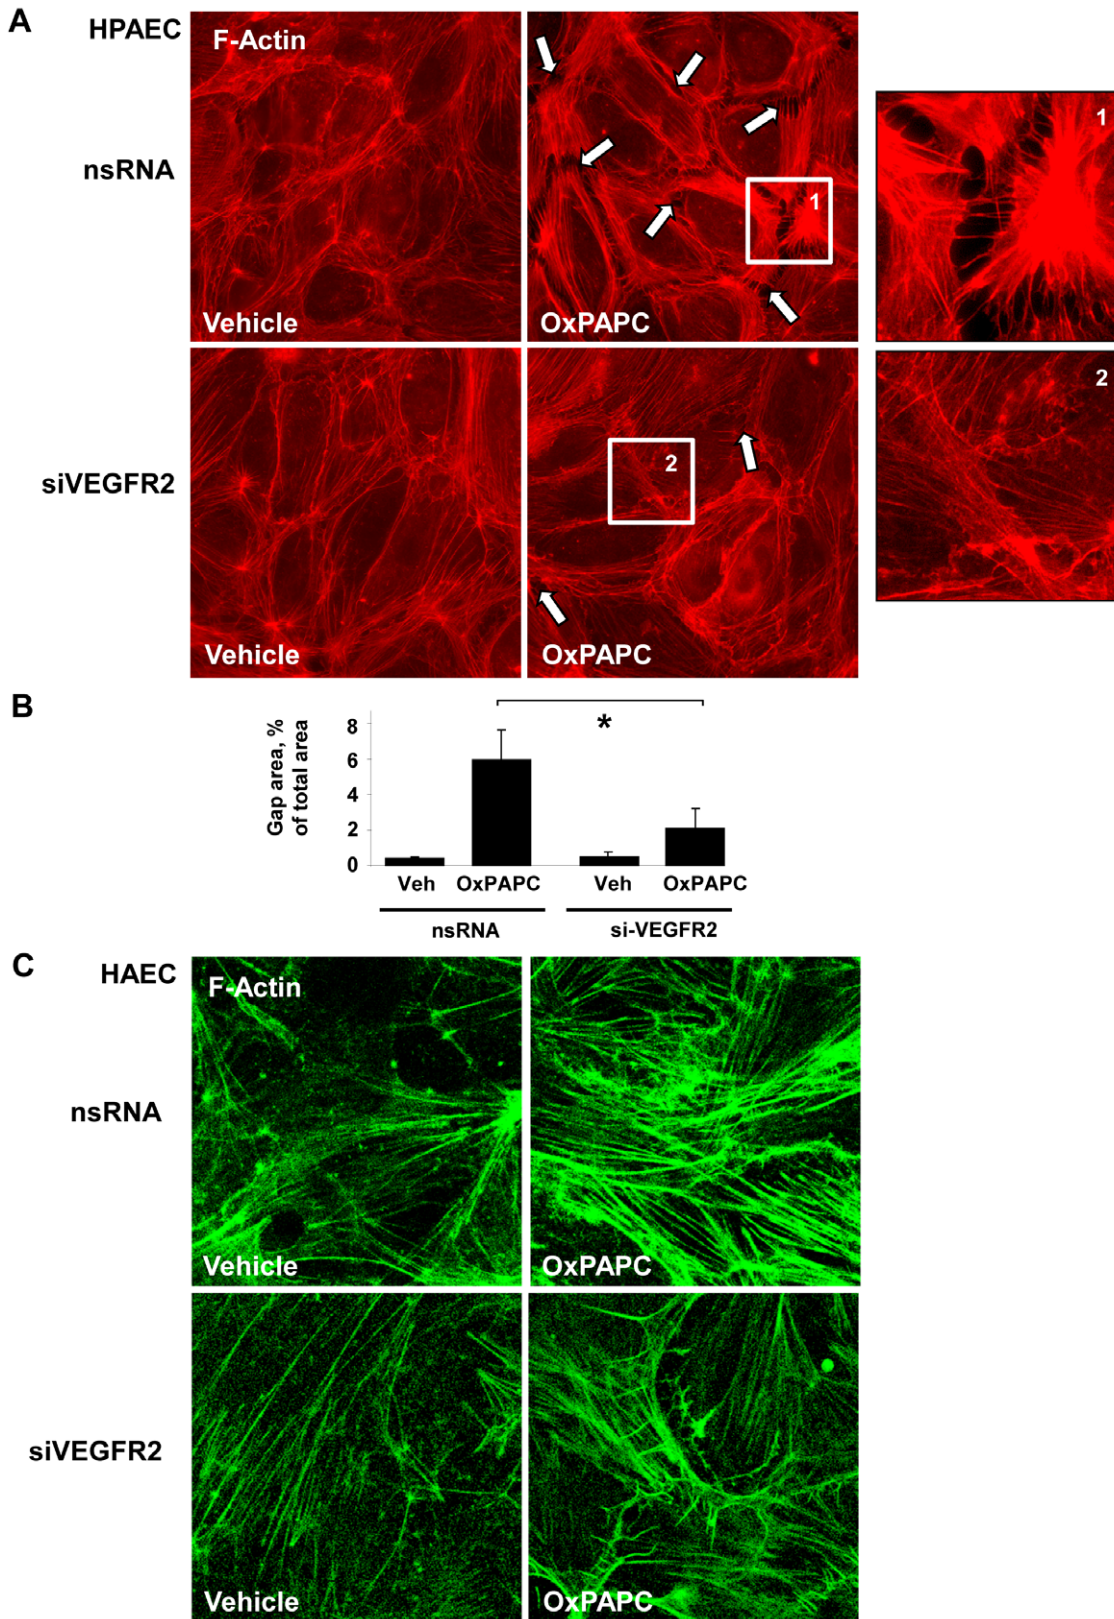 A
HPAEC
F-Actin
nsRNA
1
1
Vehicle
OxPAPC
siVEGFR2
2
2
Vehicle
OxPAPC
B
Gap area, %
of total area
8
6
4
2
0
*
Veh
OxPAPC
Veh
OxPAPC
nsRNA
si-VEGFR2
C
HAEC
F-Actin
nsRNA
Vehicle
OxPAPC
siVEGFR2
Vehicle
OxPAPC